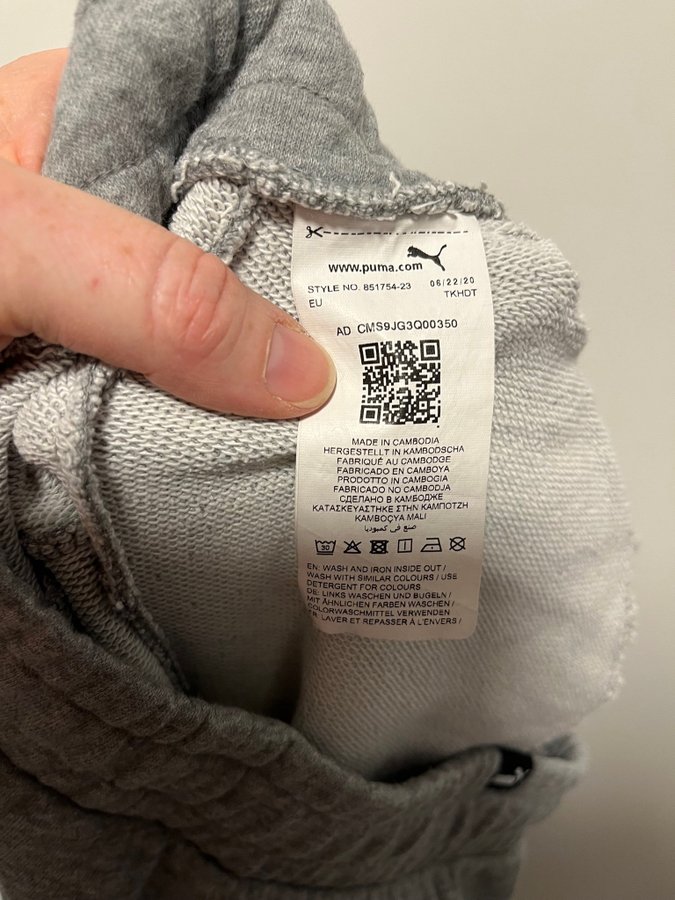 www.puma.com
STYLE NO. 851754-23 06/22/20
EU TKHDT
AD CMS9JG3Q00350
MADE IN CAMBODIA
HERGESTELLT IN KAMBODSCHA
FABRIQUÉ AU CAMBODGE
FABRICADO EN CAMBOYA
PRODOTTO IN CAMBOGIA
FABRICADO NO CAMBODJA
СДЕЛАНО В КАМБОДЖЕ
ΚΑΤΑΣΚΕΥΑΣΤΗΚΕ ΣΤΗΝ ΚΑΜΠΟΤΖΗ
KAMBOÇYA MALI
صنع في كمبوديا
30
EN: WASH AND IRON INSIDE OUT /
WASH WITH SIMILAR COLOURS / USE
DETERGENT FOR COLOURS
DE: LINKS WASCHEN UND BÜGELN /
MIT ÄHNLICHEN FARBEN WASCHEN /
COLORWASCHMITTEL VERWENDEN
FR: LAVER ET REPASSER À L'ENVERS /